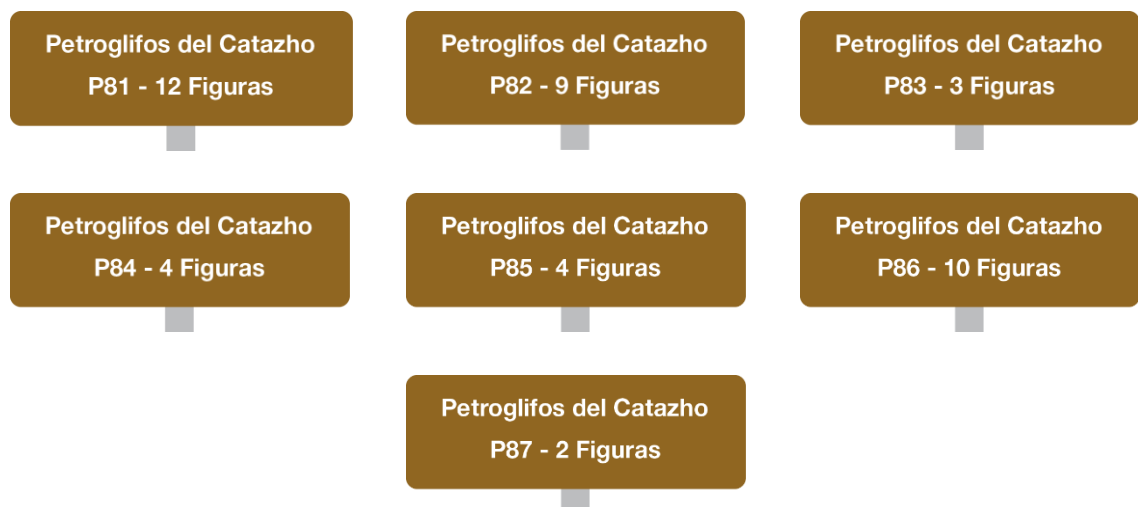 Petroglifos del Catazho
P81 - 12 Figuras
Petroglifos del Catazho
P82 - 9 Figuras
Petroglifos del Catazho
P83 - 3 Figuras
Petroglifos del Catazho
P84 - 4 Figuras
Petroglifos del Catazho
P85 - 4 Figuras
Petroglifos del Catazho
P86 - 10 Figuras
Petroglifos del Catazho
P87 - 2 Figuras